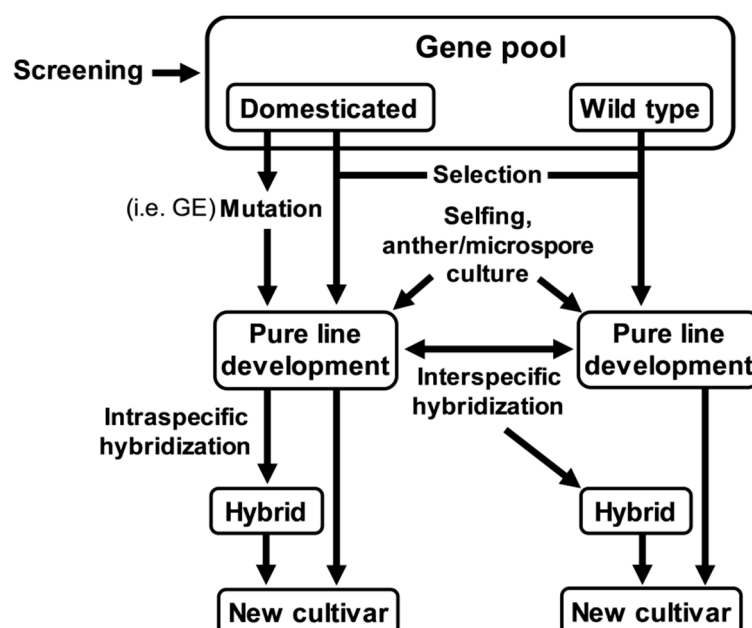 Gene pool
Screening
Domesticated
Wild type
Selection
(i.e. GE) Mutation
Selfing,
anther/microspore
culture
Pure line
development
Pure line
development
Interspecific
hybridization
Intraspecific
hybridization
Hybrid
Hybrid
New cultivar
New cultivar